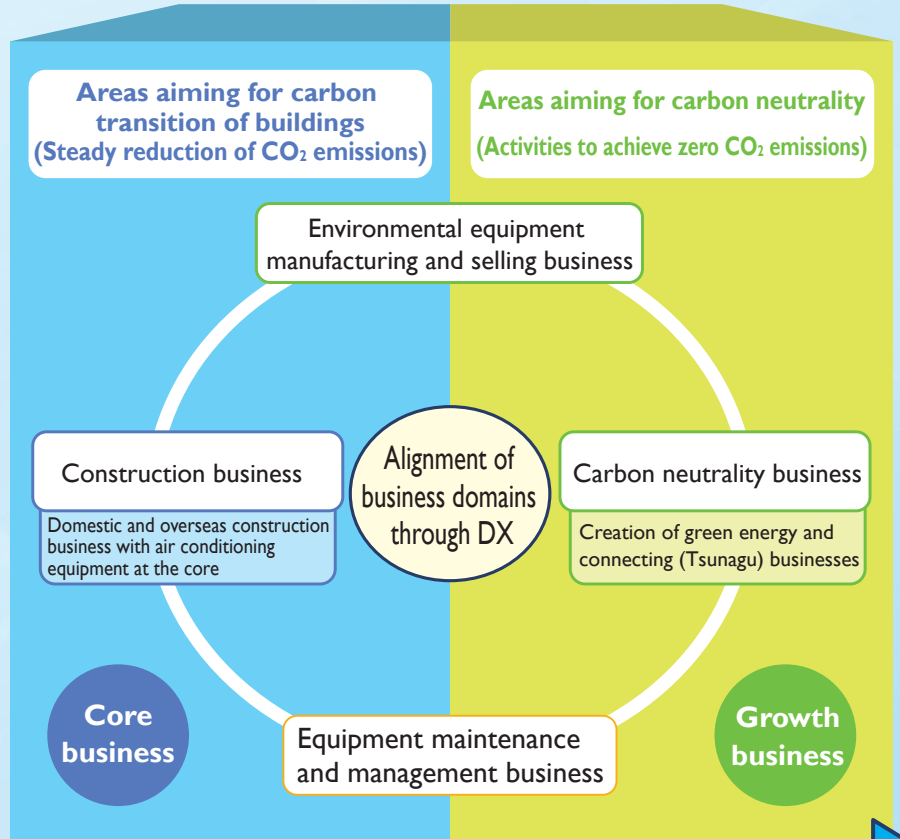 Areas aiming for carbon
transition of buildings
(Steady reduction of CO₂ emissions)
Areas aiming for carbon neutrality
(Activities to achieve zero CO₂ emissions)
Environmental equipment
manufacturing and selling business
Construction business
Domestic and overseas construction
business with air conditioning
equipment at the core
Alignment of
business domains
through DX
Carbon neutrality business
Creation of green energy and
connecting (Tsunagu) businesses
Core
business
Equipment maintenance
and management business
Growth
business